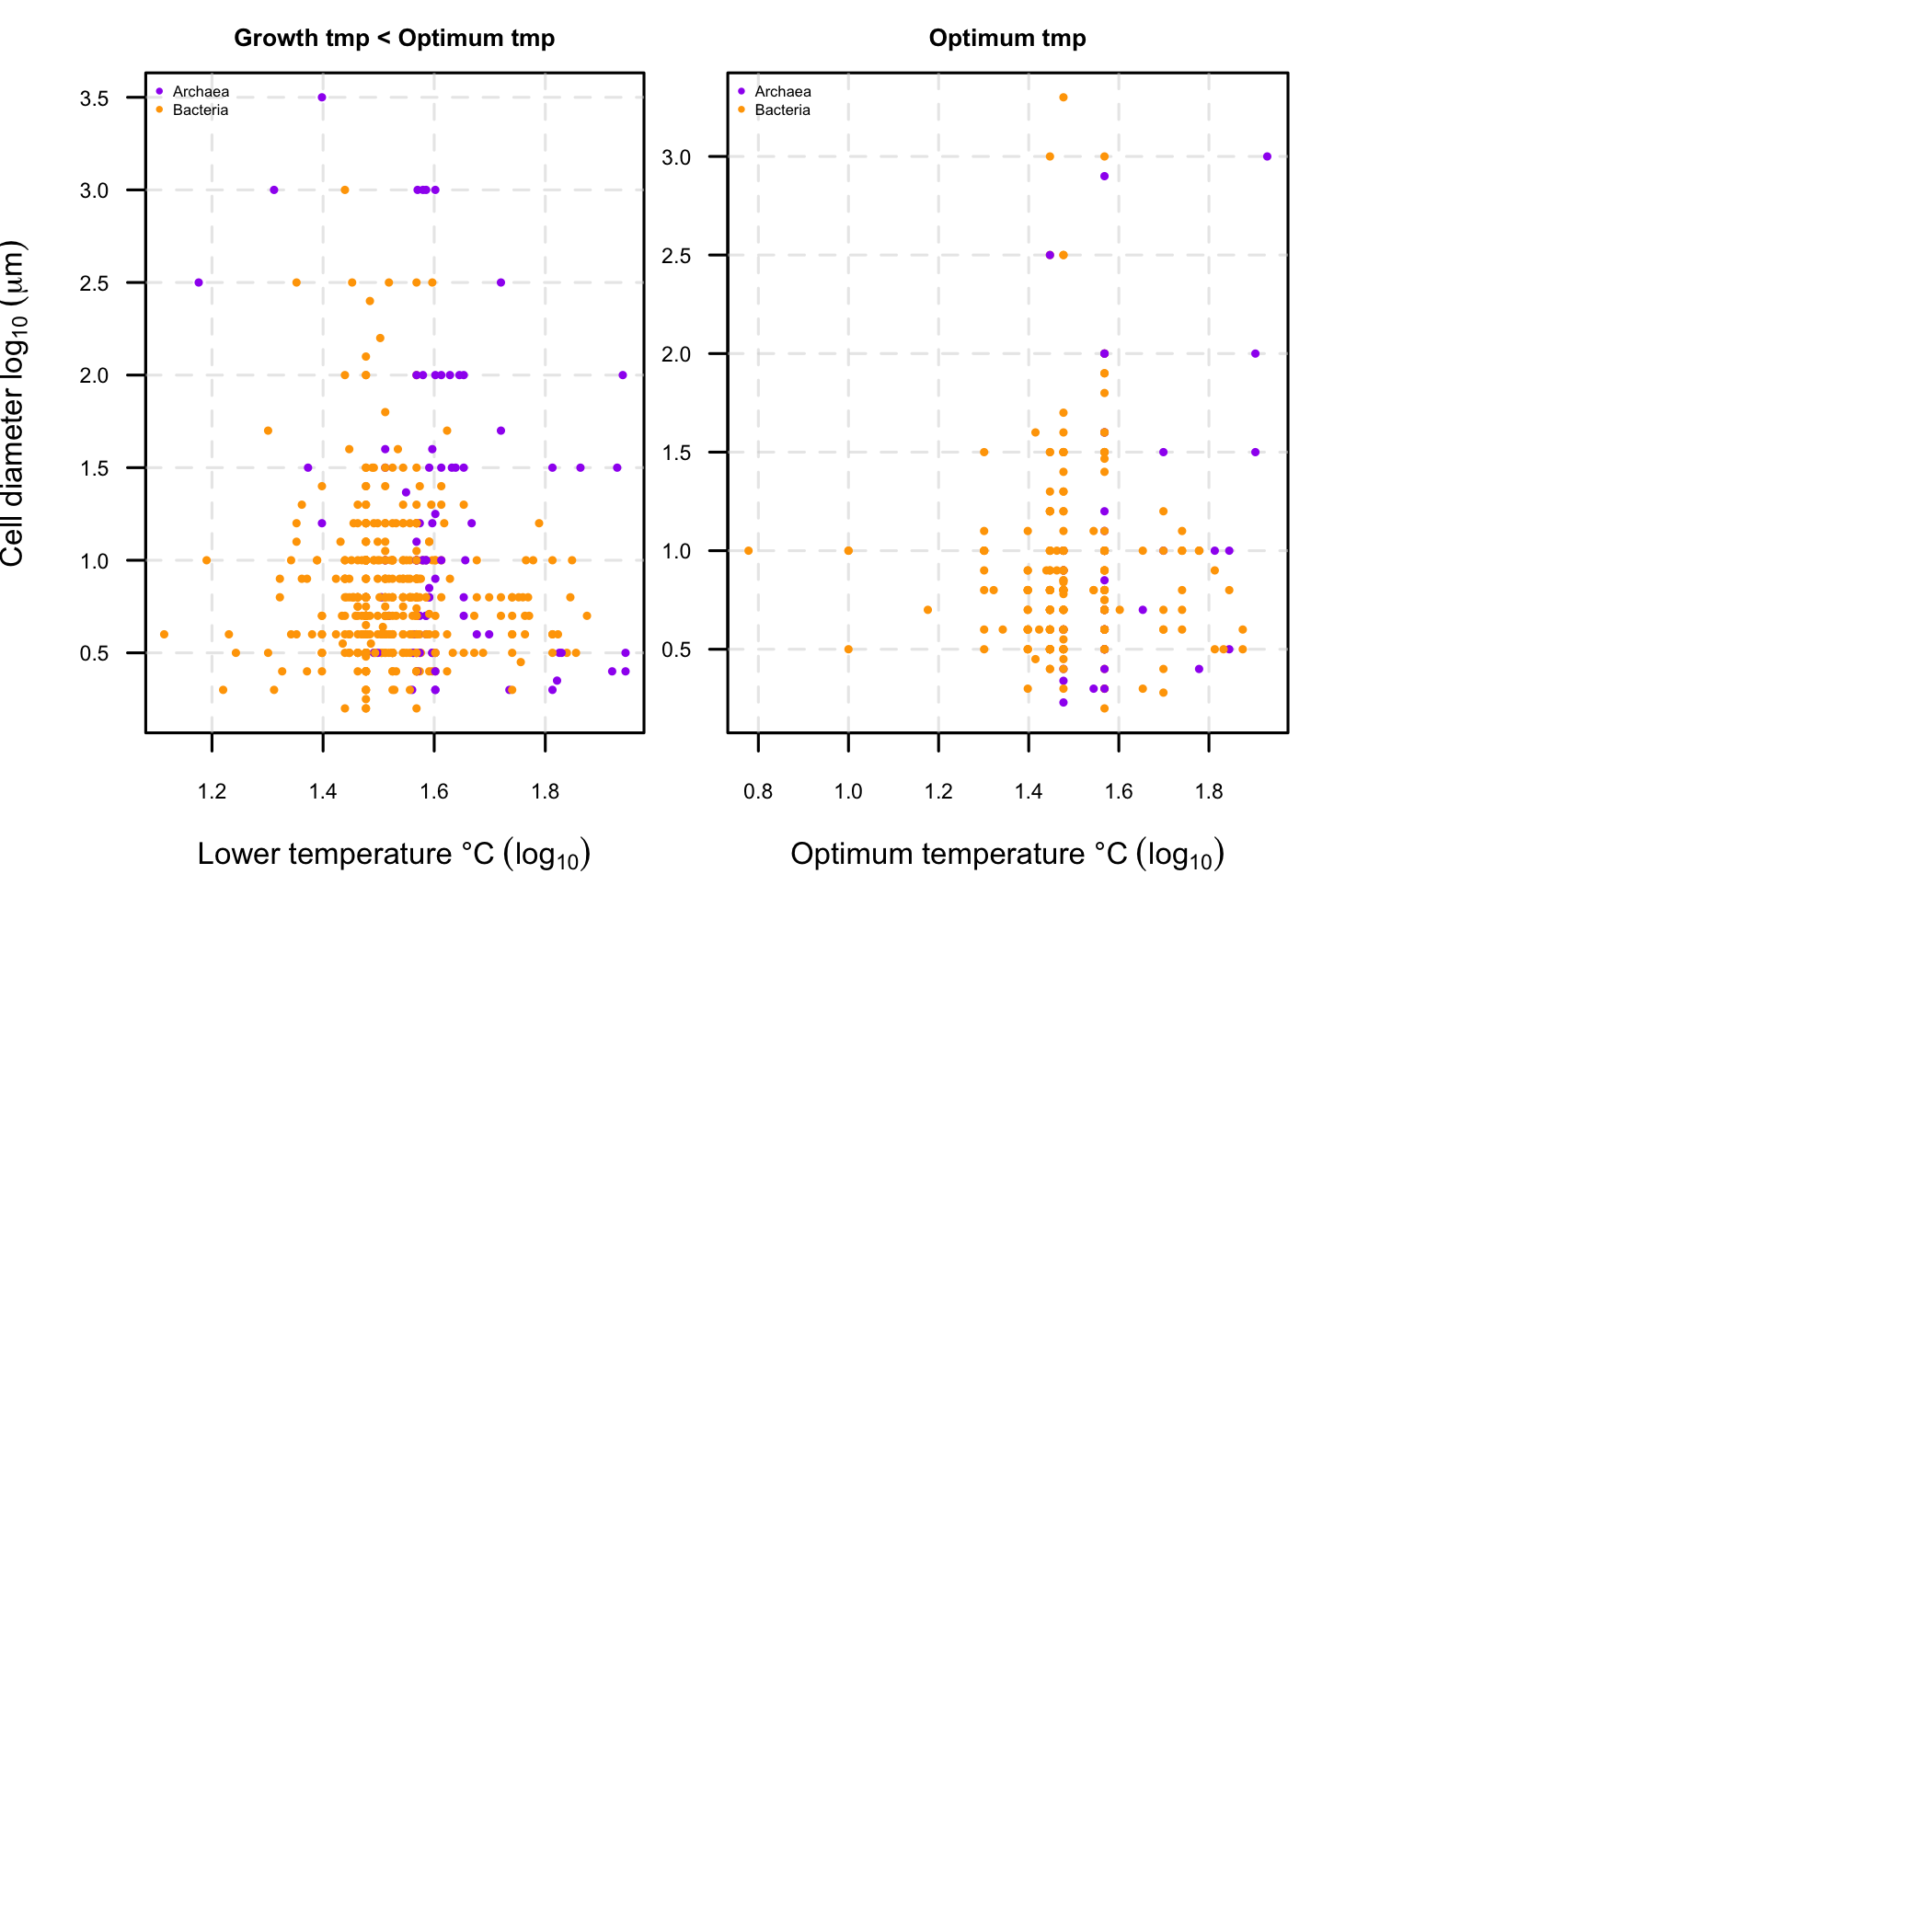 Growth tmp < Optimum tmp
Archaea
Bacteria
3.5
3.0
2.5
2.0
1.5
1.0
0.5
1.2 1.4 1.6 1.8
Cell diameter log₁₀ (µm)
Lower temperature °C (log₁₀)
Optimum tmp
Archaea
Bacteria
3.0
2.5
2.0
1.5
1.0
0.5
0.8 1.0 1.2 1.4 1.6 1.8
Optimum temperature °C (log₁₀)